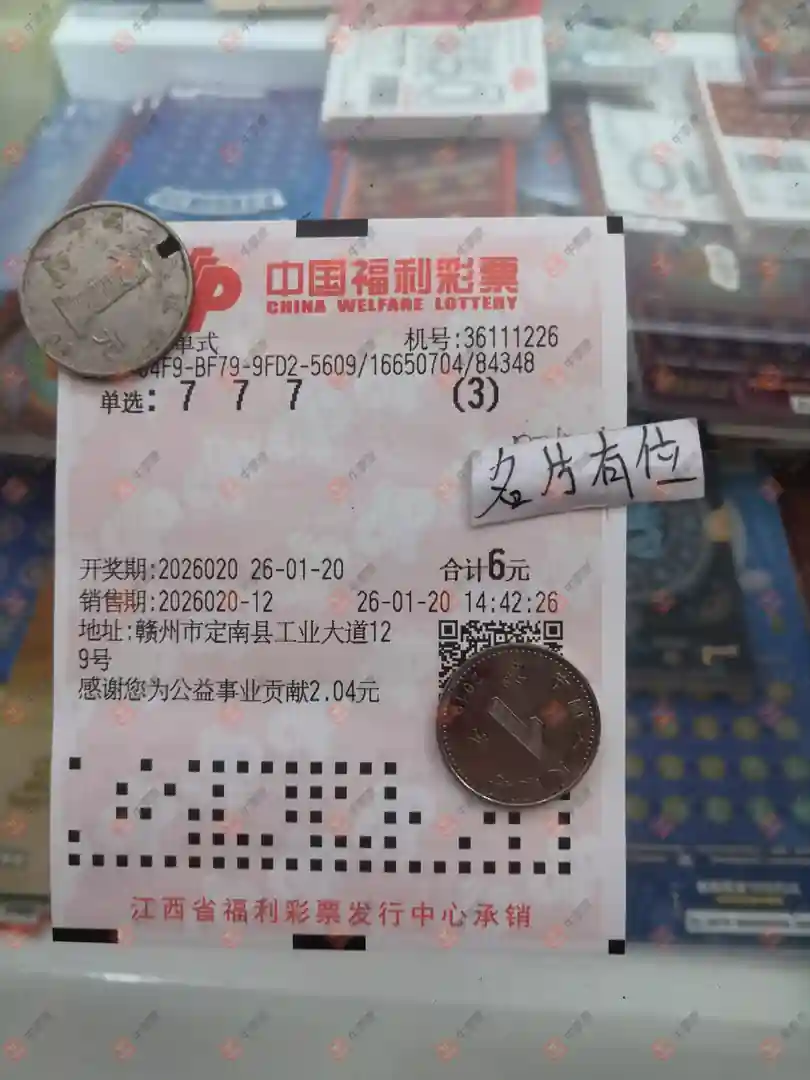 中国福利彩票
CHINA WELFARE LOTTERY
单式 机号:36111226
4F9-BF79-9FD2-5609/16650704/84348
单选: 7 7 7 (3)
名片有位
开奖期:2026020 26-01-20 合计6元
销售期:2026020-12 26-01-20 14:42:26
地址:赣州市定南县工业大道12
9号
感谢您为公益事业贡献2.04元
江西省福利彩票发行中心承销